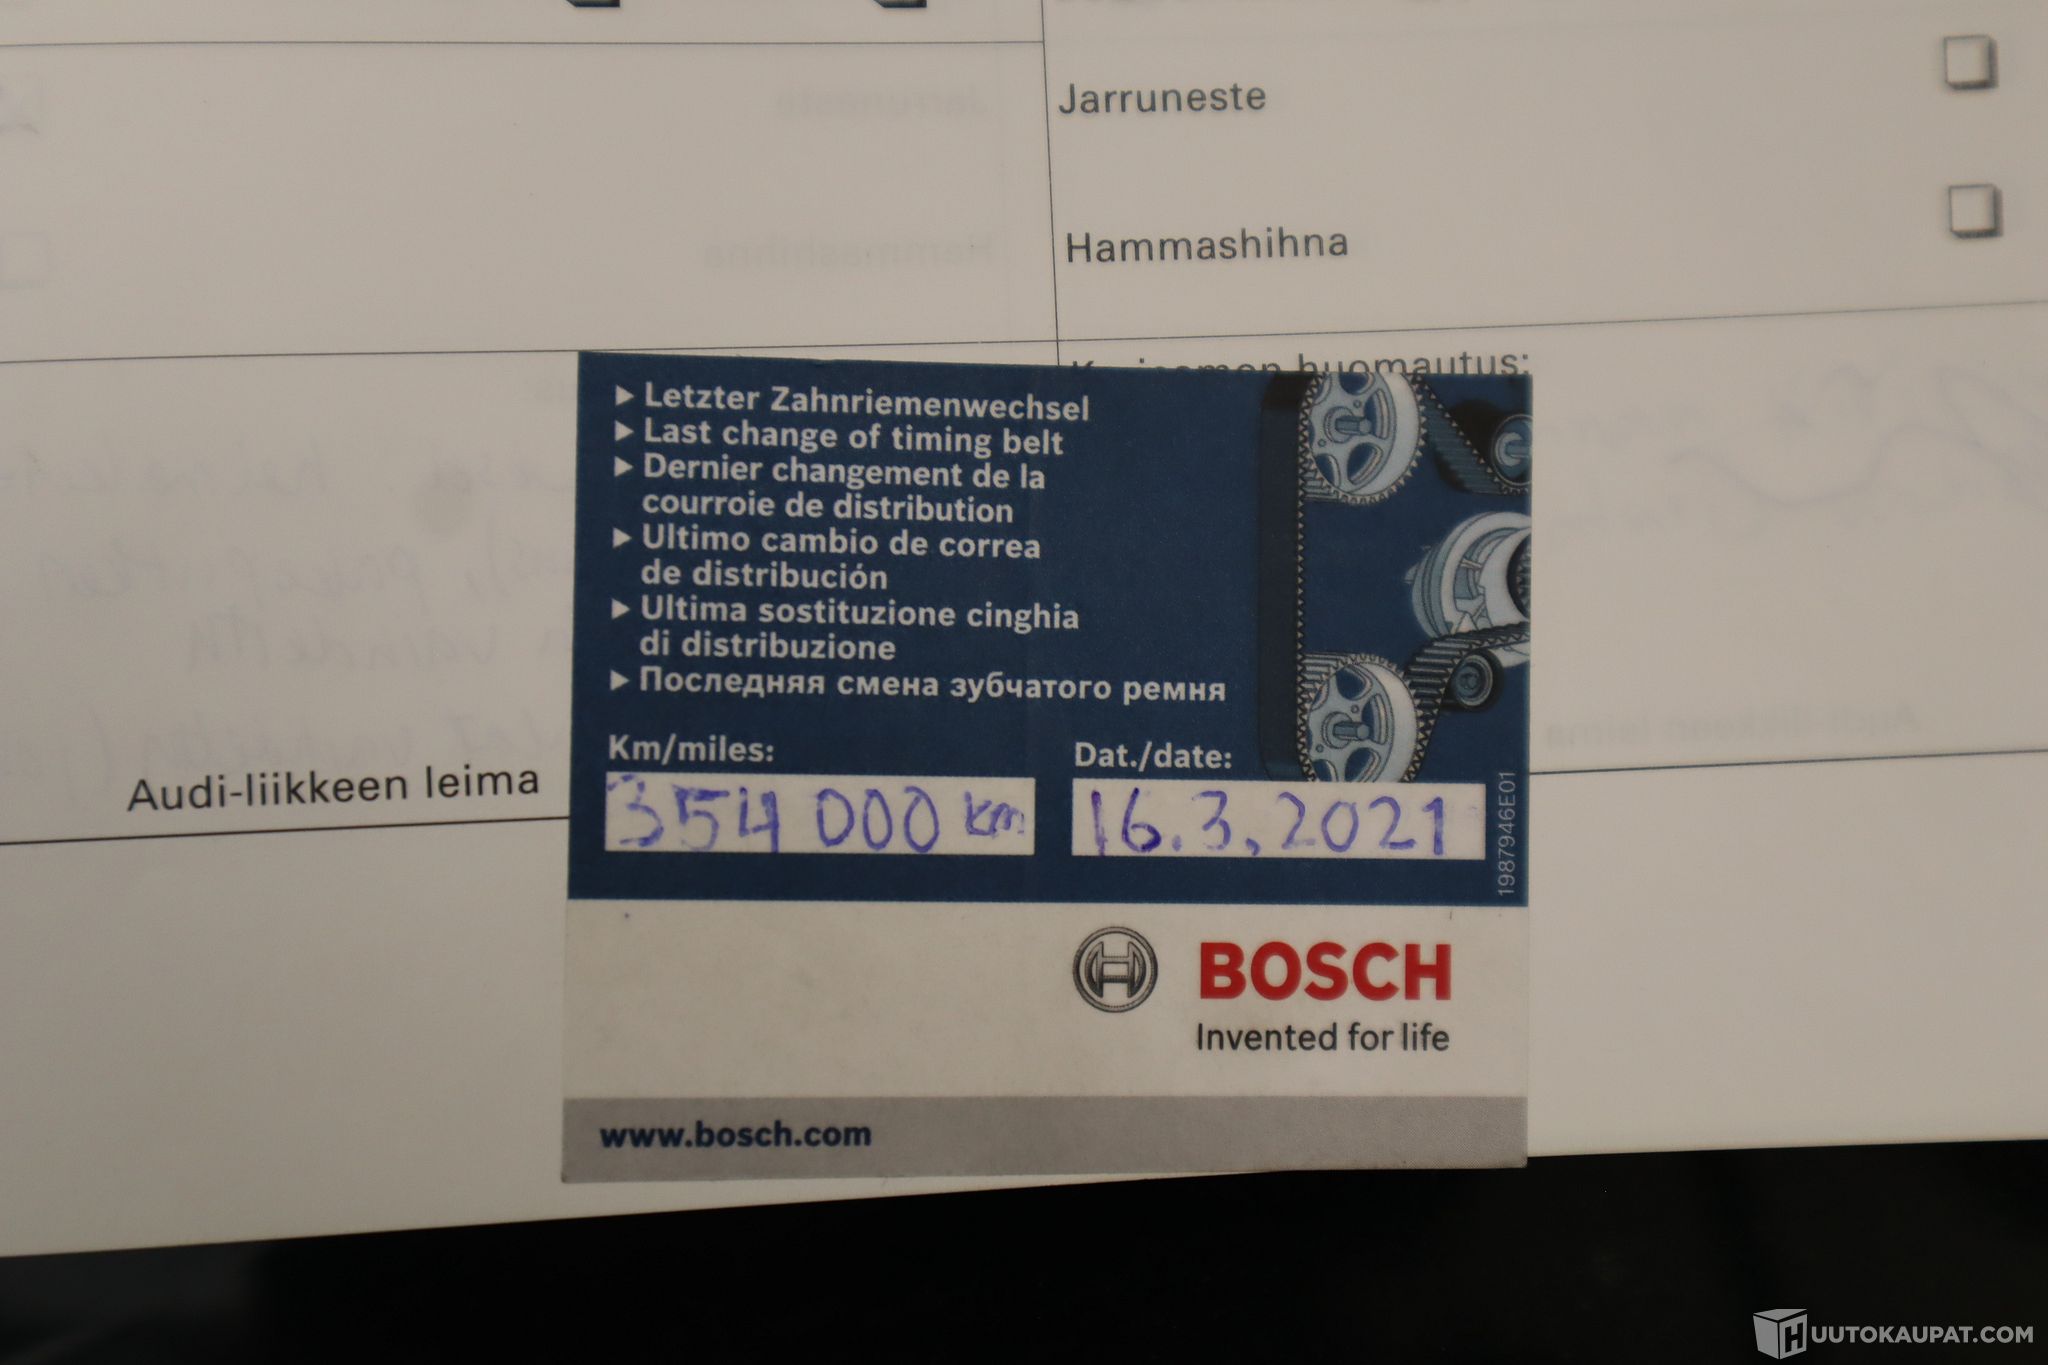 Jarruneste
Hammashihna
huomautus:
▶ Letzter Zahnriemenwechsel
▶ Last change of timing belt
▶ Dernier changement de la
courroie de distribution
▶ Ultimo cambio de correa
de distribución
▶ Ultima sostituzione cinghia
di distribuzione
▶ Последняя смена зубчатого ремня
Km/miles:
Dat./date:
354 000 km
16.3.2021
1987946E01
Audi-liikkeen leima
BOSCH
Invented for life
www.bosch.com
HUUTOKAUPAT.COM